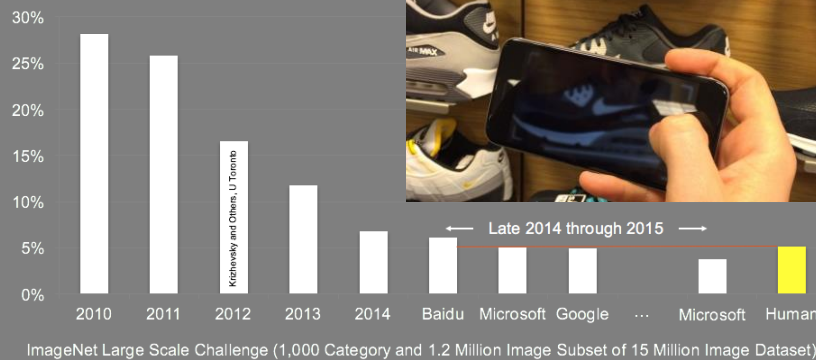 30%
25%
20%
15%
10%
5%
0%
AIR MAX
Krizhevsky and Others, U Toronto
Late 2014 through 2015
2010 2011 2012 2013 2014 Baidu Microsoft Google ... Microsoft Human
ImageNet Large Scale Challenge (1,000 Category and 1.2 Million Image Subset of 15 Million Image Dataset)